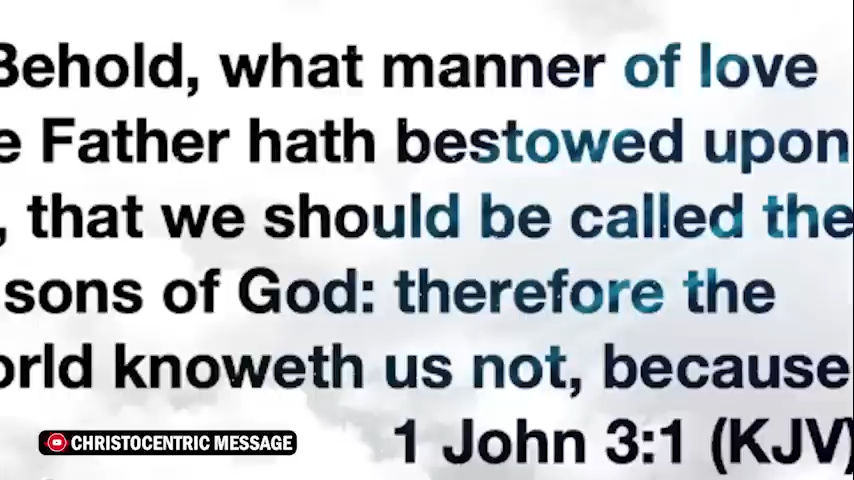 Behold, what manner of love
e Father hath bestowed upon
, that we should be called the
sons of God: therefore the
orld knoweth us not, because
1 John 3:1 (KJV)
CHRISTOCENTRIC MESSAGE